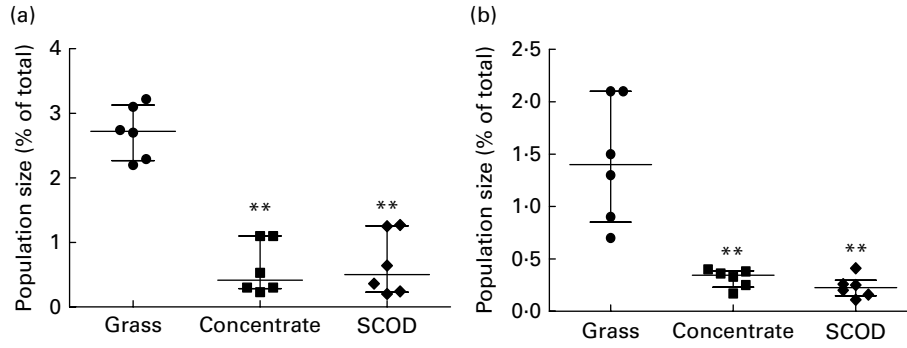 (a)
Population size (% of total)
4
3
2
1
0
**
**
Grass
Concentrate
SCOD
(b)
Population size (% of total)
2·5
2·0
1·5
1·0
0·5
0·0
**
**
Grass
Concentrate
SCOD